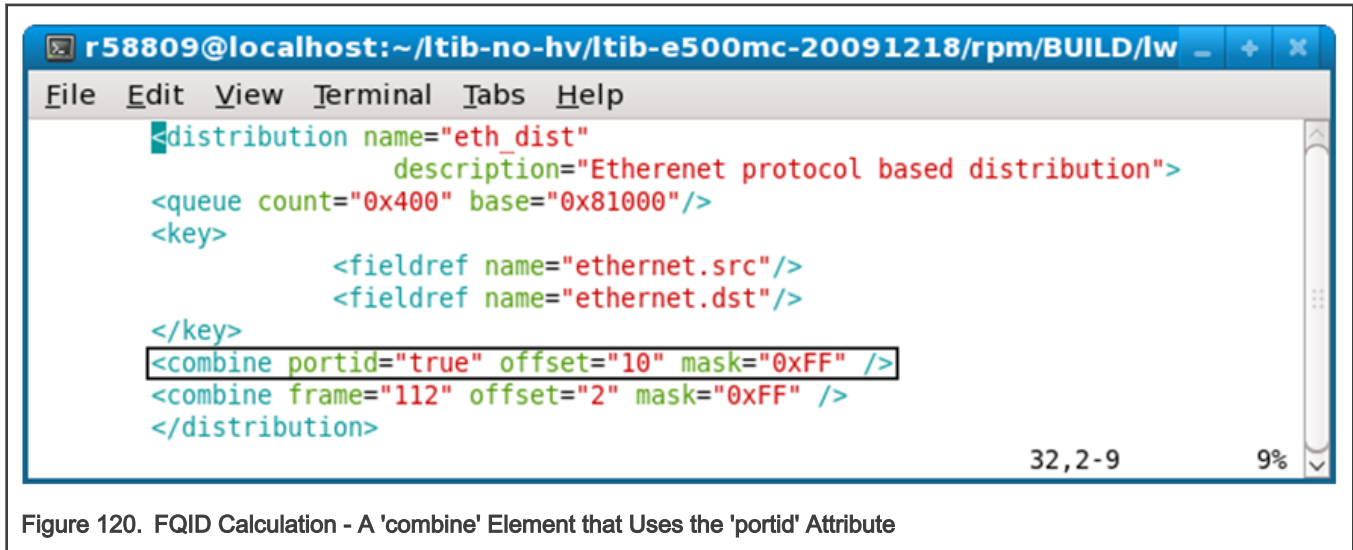 r58809@localhost:~/ltib-no-hv/ltib-e500mc-20091218/rpm/BUILD/lw
File Edit View Terminal Tabs Help
<distribution name="eth_dist"
description="Etherenet protocol based distribution">
<queue count="0x400" base="0x81000"/>
<key>
<fieldref name="ethernet.src"/>
<fieldref name="ethernet.dst"/>
</key>
<combine portid="true" offset="10" mask="0xFF" />
<combine frame="112" offset="2" mask="0xFF" />
</distribution>
32,2-9 9%
Figure 120. FQID Calculation - A 'combine' Element that Uses the 'portid' Attribute